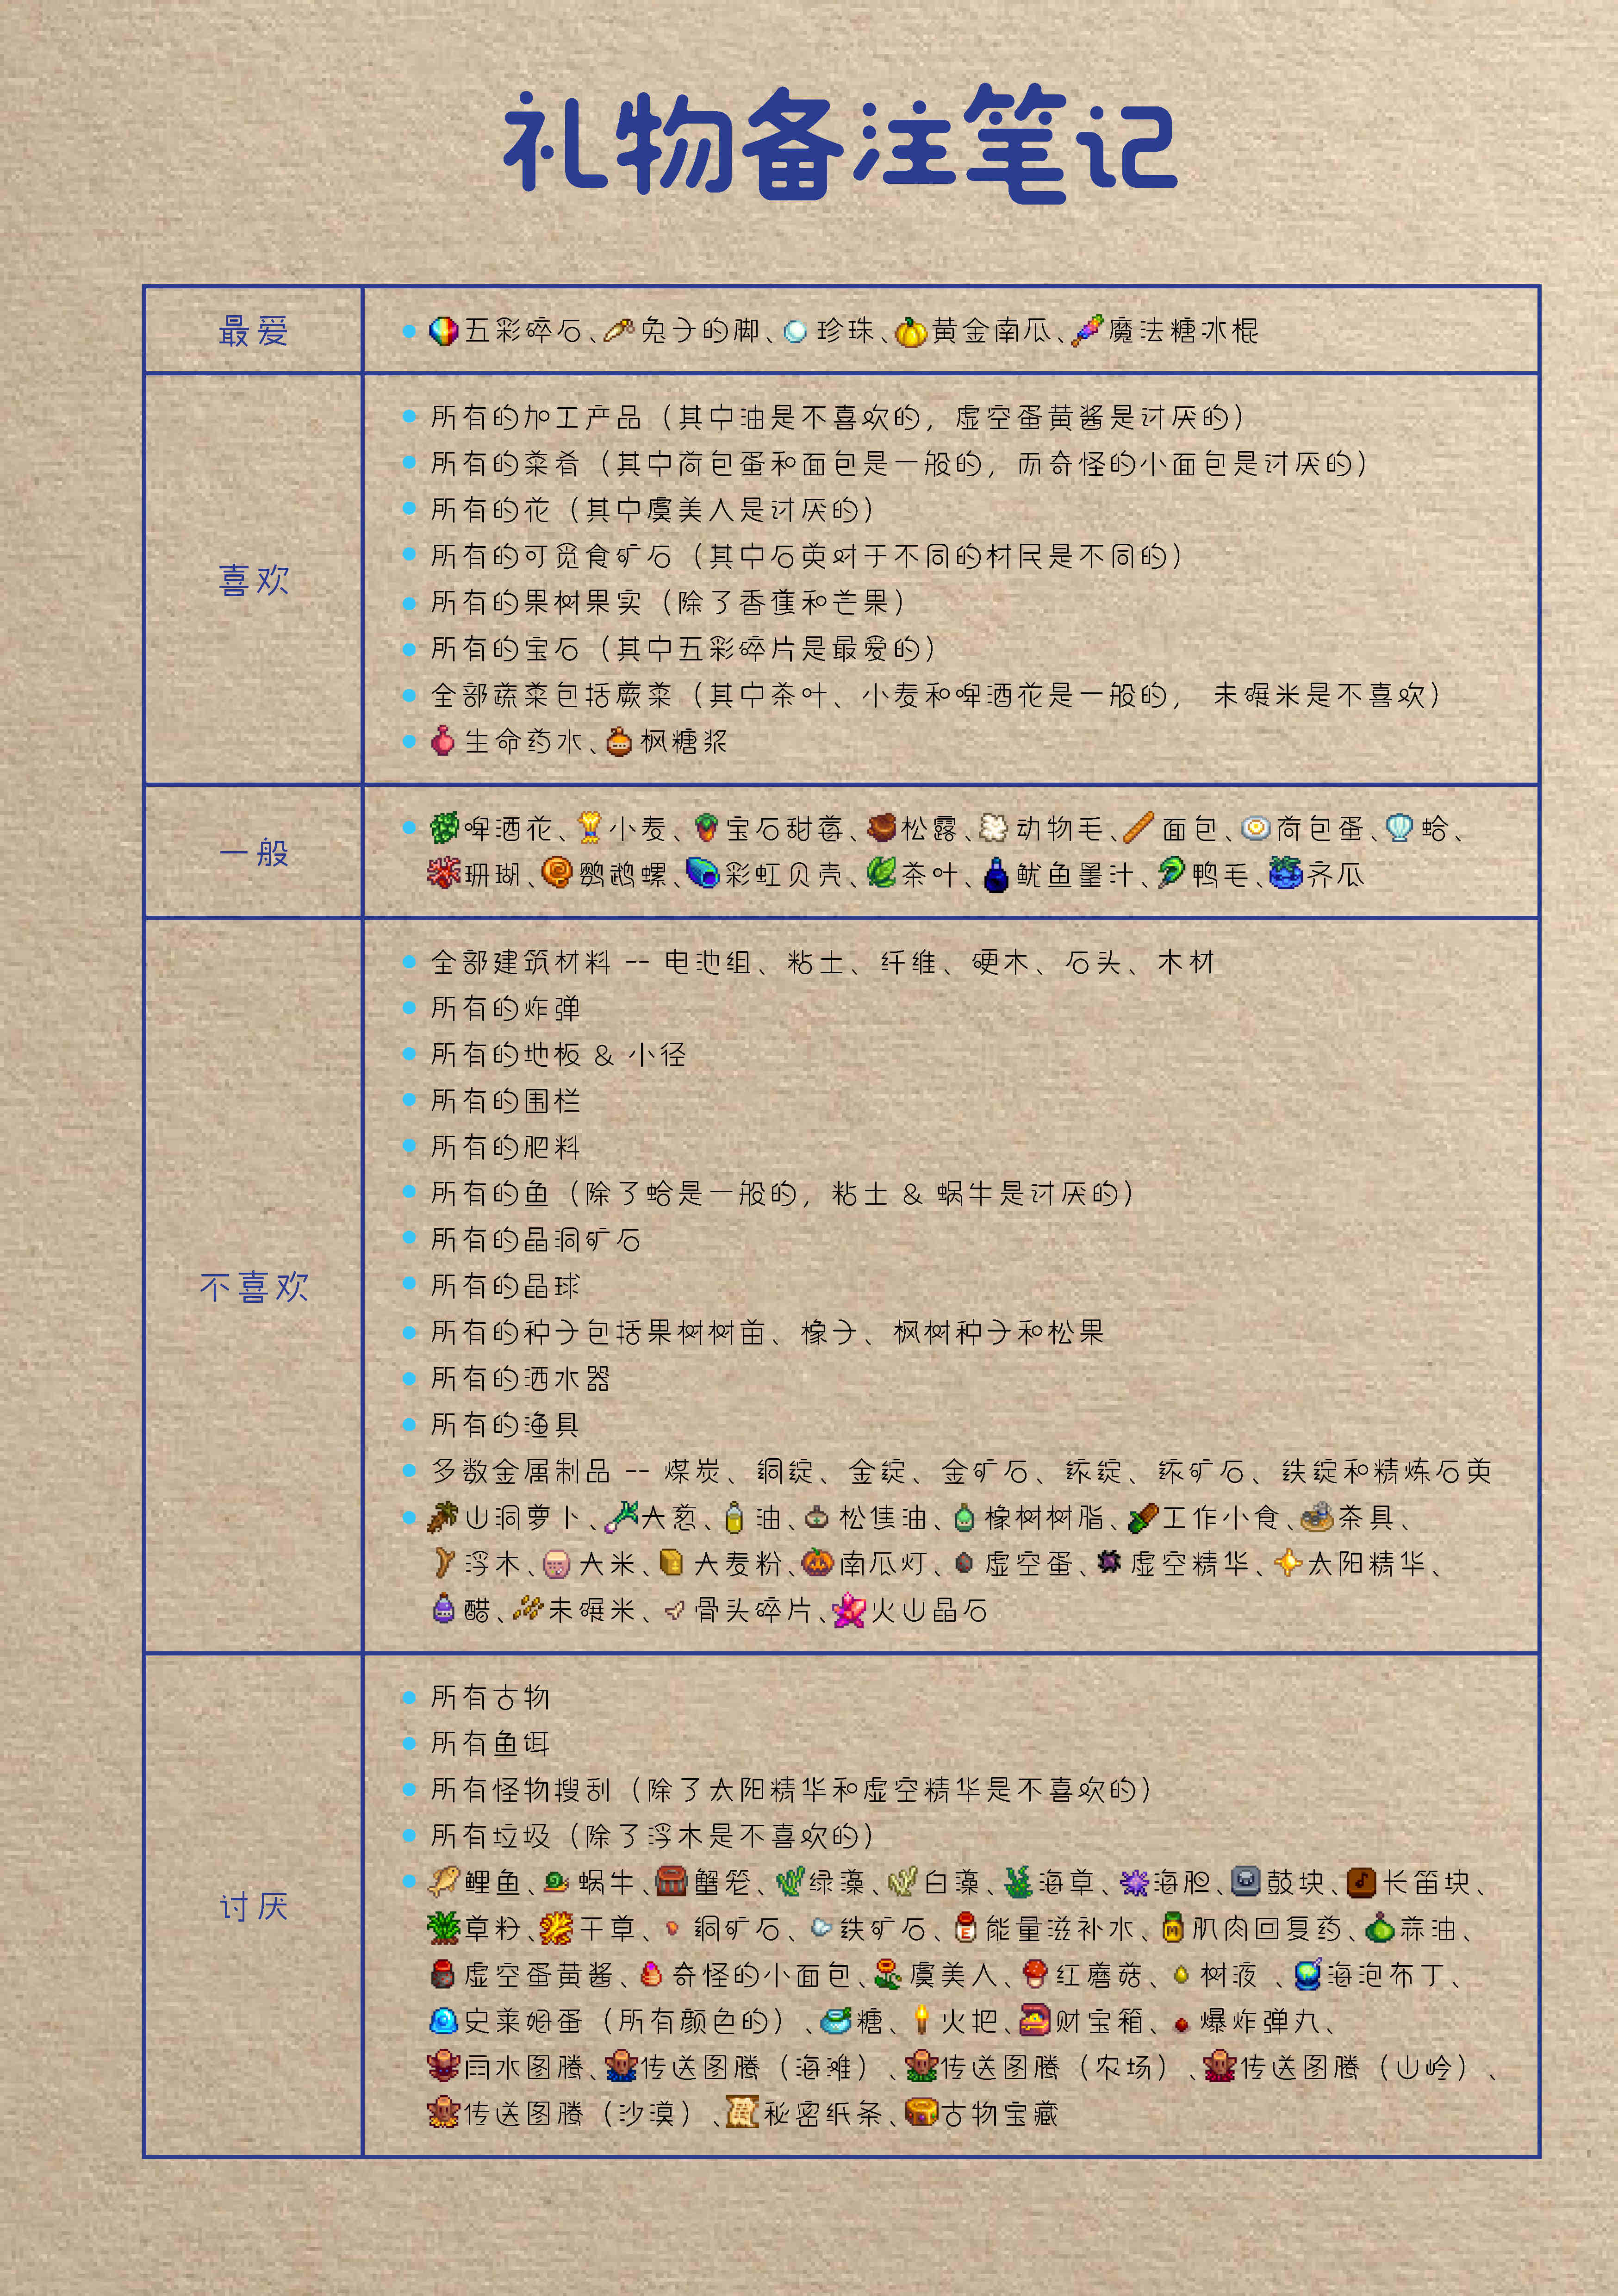 礼物备注笔记
最爱
五彩碎石、兔子的脚、珍珠、黄金南瓜、魔法糖冰棍
喜欢
所有的加工产品（其中油是不喜欢的，虚空蛋黄酱是讨厌的）
所有的菜肴（其中荷包蛋和面包是一般的，而奇怪的小面包是讨厌的）
所有的花（其中虞美人是讨厌的）
所有的可觅食矿石（其中石英对于不同的村民是不同的）
所有的果树果实（除了香蕉和芒果）
所有的宝石（其中五彩碎片是最爱的）
全部蔬菜包括蕨菜（其中茶叶、小麦和啤酒花是一般的， 未碾米是不喜欢）
生命药水、枫糖浆
一般
啤酒花、小麦、宝石甜莓、松露、动物毛、面包、荷包蛋、蛤、
珊瑚、鹦鹉螺、彩虹贝壳、茶叶、鱿鱼墨汁、鸭毛、齐瓜
不喜欢
全部建筑材料 -- 电池组、粘土、纤维、硬木、石头、木材
所有的炸弹
所有的地板 & 小径
所有的围栏
所有的肥料
所有的鱼（除了蛤是一般的，粘土 & 蜗牛是讨厌的）
所有的晶洞矿石
所有的晶球
所有的种子包括果树树苗、橡子、枫树种子和松果
所有的洒水器
所有的渔具
多数金属制品 -- 煤炭、铜锭、金锭、金矿石、铱锭、铱矿石、铁锭和精炼石英
山洞萝卜、大葱、油、松焦油、橡树树脂、工作小食、茶具、
浮木、大米、大麦粉、南瓜灯、虚空蛋、虚空精华、太阳精华、
醋、未碾米、骨头碎片、火山晶石
讨厌
所有古物
所有鱼饵
所有怪物搜刮（除了太阳精华和虚空精华是不喜欢的）
所有垃圾（除了浮木是不喜欢的）
鲤鱼、蜗牛、蟹笼、绿藻、白藻、海草、海胆、鼓块、长笛块、
草粉、干草、铜矿石、铁矿石、能量滋补水、肌肉回复药、蒜油、
虚空蛋黄酱、奇怪的小面包、虞美人、红蘑菇、树液 、海泡布丁、
史莱姆蛋（所有颜色的）、糖、火把、财宝箱、爆炸弹丸、
雨水图腾、传送图腾（海滩）、传送图腾（农场）、传送图腾（山岭）、
传送图腾（沙漠）、秘密纸条、古物宝藏